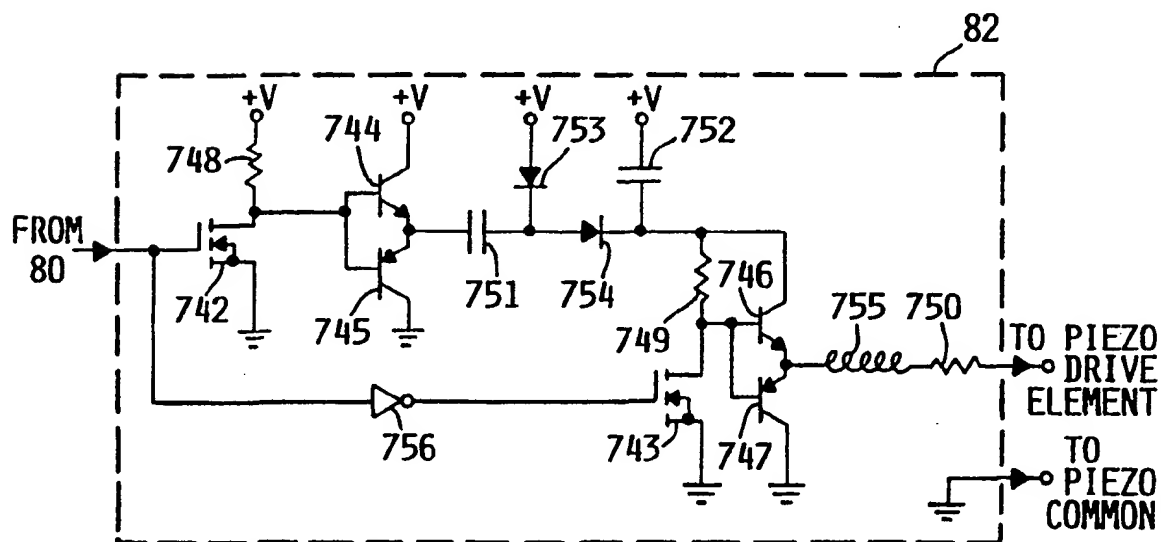 82
+V
+V
+V
+V
744
753
752
748
FROM
80
742
745
751
754
746
749
755
750
TO PIEZO
DRIVE
ELEMENT
756
743
747
TO
PIEZO
COMMON